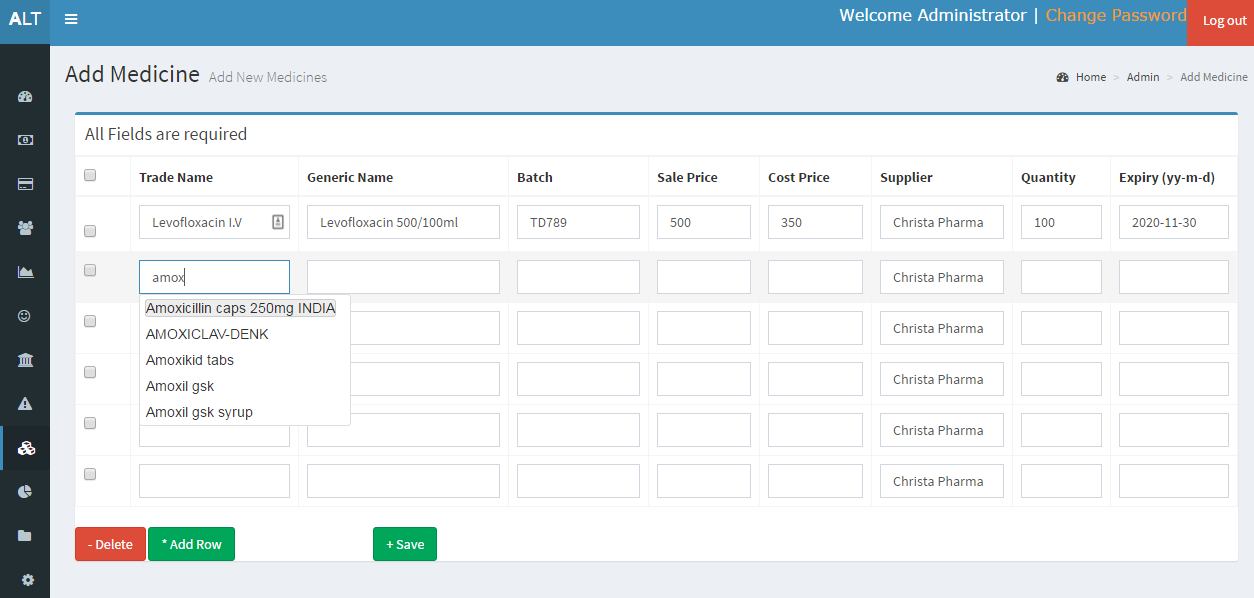 ALT
Welcome Administrator | Change Password
Log out
Add Medicine Add New Medicines
Home > Admin > Add Medicine
All Fields are required
Trade Name Generic Name Batch Sale Price Cost Price Supplier Quantity Expiry (yy-m-d)
Levofloxacin I.V Levofloxacin 500/100ml TD789 500 350 Christa Pharma 100 2020-11-30
amox Christa Pharma
Amoxicillin caps 250mg INDIA
Christa Pharma
AMOXICLAV-DENK
Amoxikid tabs
Christa Pharma
Amoxil gsk
Amoxil gsk syrup
Christa Pharma
Christa Pharma
- Delete * Add Row + Save